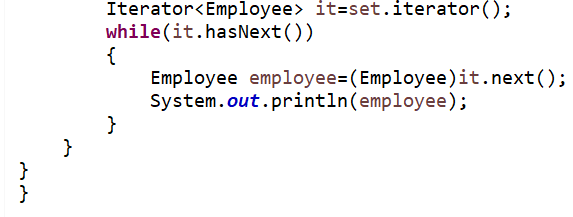 Iterator<Employee> it=set.iterator();
while(it.hasNext())
{
Employee employee=(Employee)it.next();
System.out.println(employee);
}
}
}
}